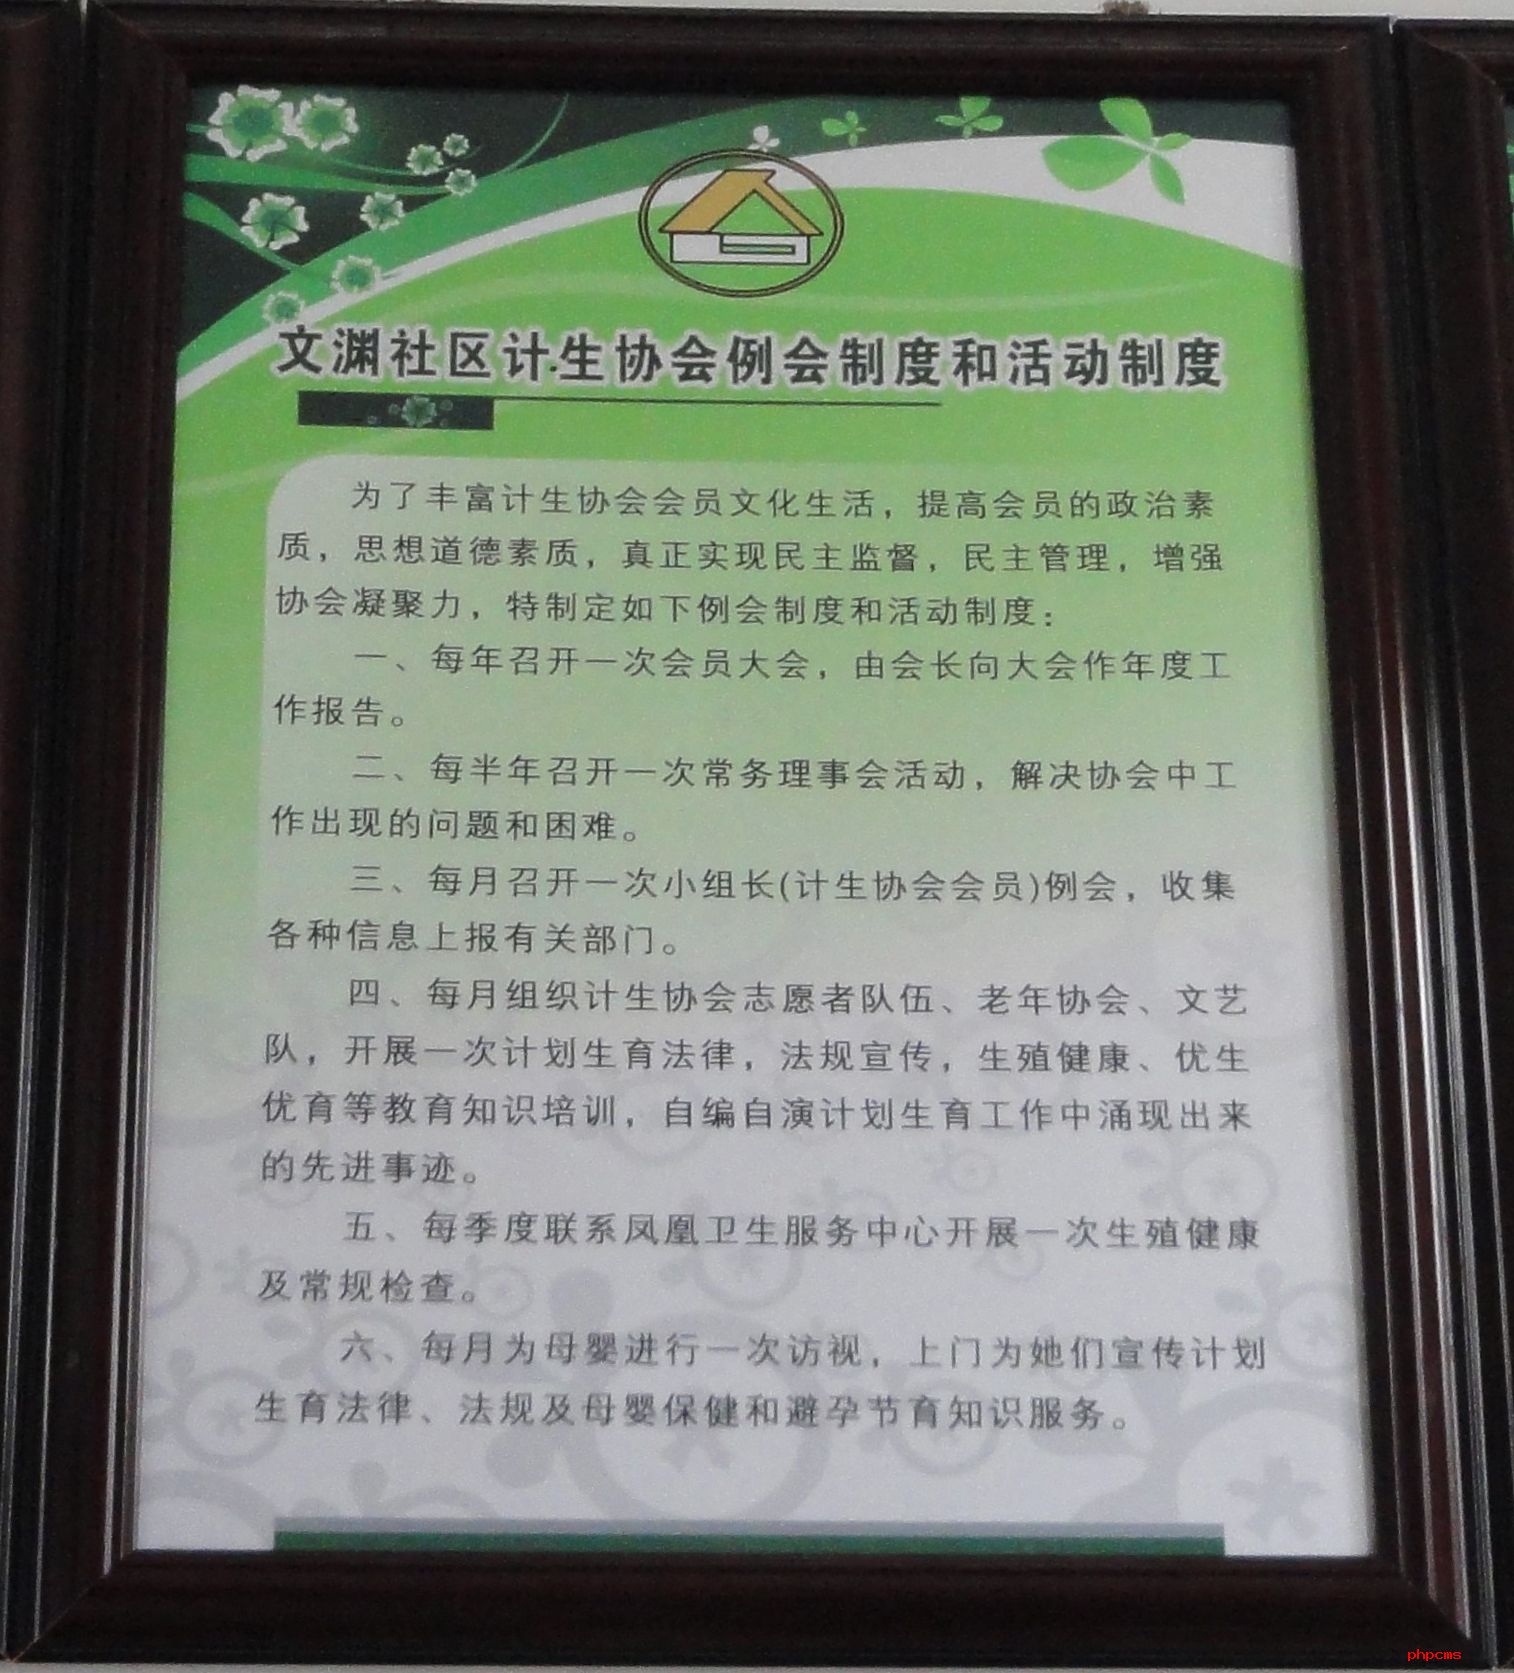 文渊社区计生协会例会制度和活动制度
为了丰富计生协会会员文化生活，提高会员的政治素
质，思想道德素质，真正实现民主监督，民主管理，增强
协会凝聚力，特制定如下例会制度和活动制度：
一、每年召开一次会员大会，由会长向大会作年度工
作报告。
二、每半年召开一次常务理事会活动，解决协会中工
作出现的问题和困难。
三、每月召开一次小组长(计生协会会员)例会，收集
各种信息上报有关部门。
四、每月组织计生协会志愿者队伍、老年协会、文艺
队，开展一次计划生育法律，法规宣传，生殖健康、优生
优育等教育知识培训，自编自演计划生育工作中涌现出来
的先进事迹。
五、每季度联系凤凰卫生服务中心开展一次生殖健康
及常规检查。
六、每月为母婴进行一次访视，上门为她们宣传计划
生育法律、法规及母婴保健和避孕节育知识服务。
phpcms